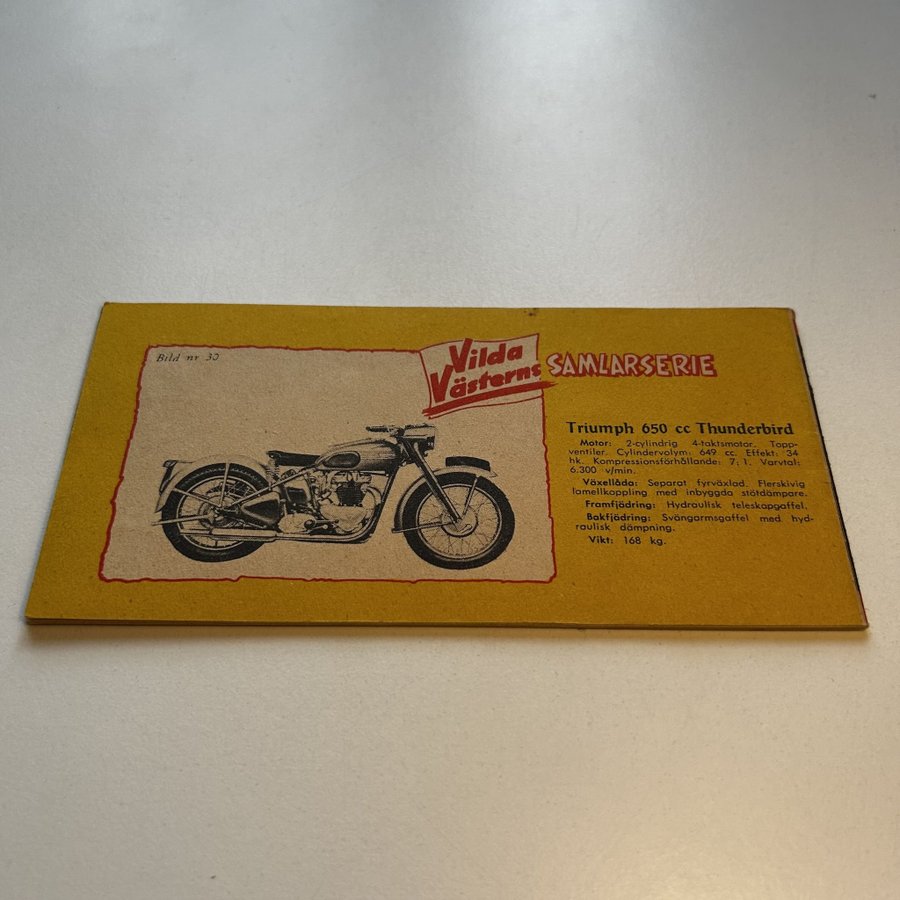 Bild nr 30
Vilda
Västerns
SAMLARSERIE
Triumph 650 cc Thunderbird
Motor: 2-cylindrig 4-taktsmotor. Topp-
ventiler. Cylindervolym: 649 cc. Effekt: 34
hk. Kompressionsförhållande: 7:1. Varvtal:
6.300 v/min.
Växellåda: Separat fyrväxlad. Flerskivig
lamellkoppling med inbyggda stötdämpare.
Framfjädring: Hydraulisk teleskopgaffel.
Bakfjädring: Svängarmsgaffel med hyd-
raulisk dämpning.
Vikt: 168 kg.